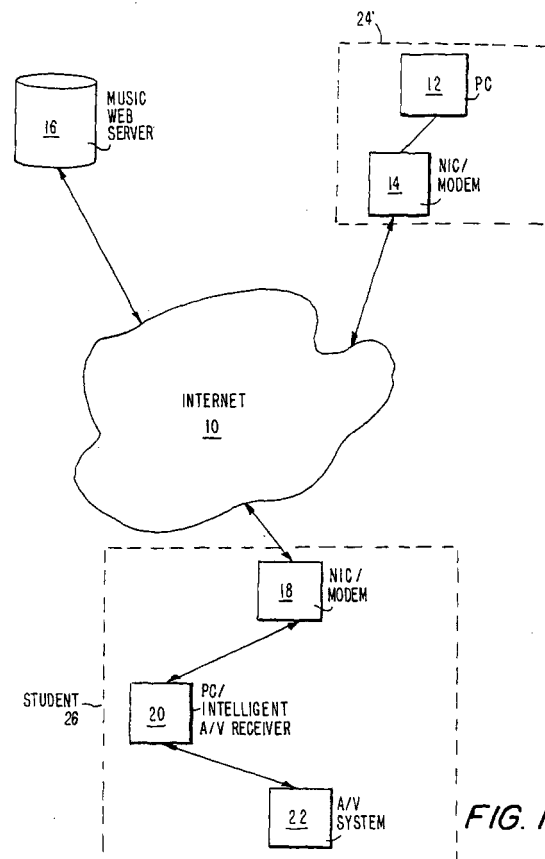 24'
12
PC
MUSIC
WEB
SERVER
16
14
NIC/
MODEM
INTERNET
10
18
NIC/
MODEM
STUDENT
26
20
PC/
INTELLIGENT
A/V RECEIVER
22
A/V
SYSTEM
FIG. 1